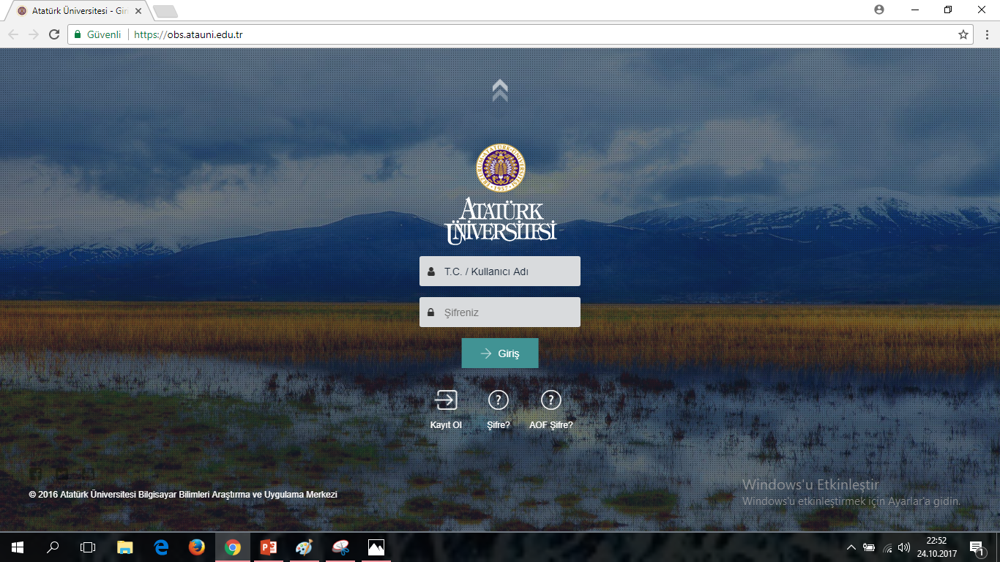 Atatürk Üniversitesi - Gir
Güvenli
https://obs.atauni.edu.tr
ATATÜRK
ÜNİVERSİTESİ
T.C. / Kullanıcı Adı
Şifreniz
Giriş
Kayıt Ol
Şifre?
AOF Şifre?
© 2016 Atatürk Üniversitesi Bilgisayar Bilimleri Araştırma ve Uygulama Merkezi
Windows'u Etkinleştir
Windows'u etkinleştirmek için Ayarlar'a gidin.
22:52
24.10.2017
1